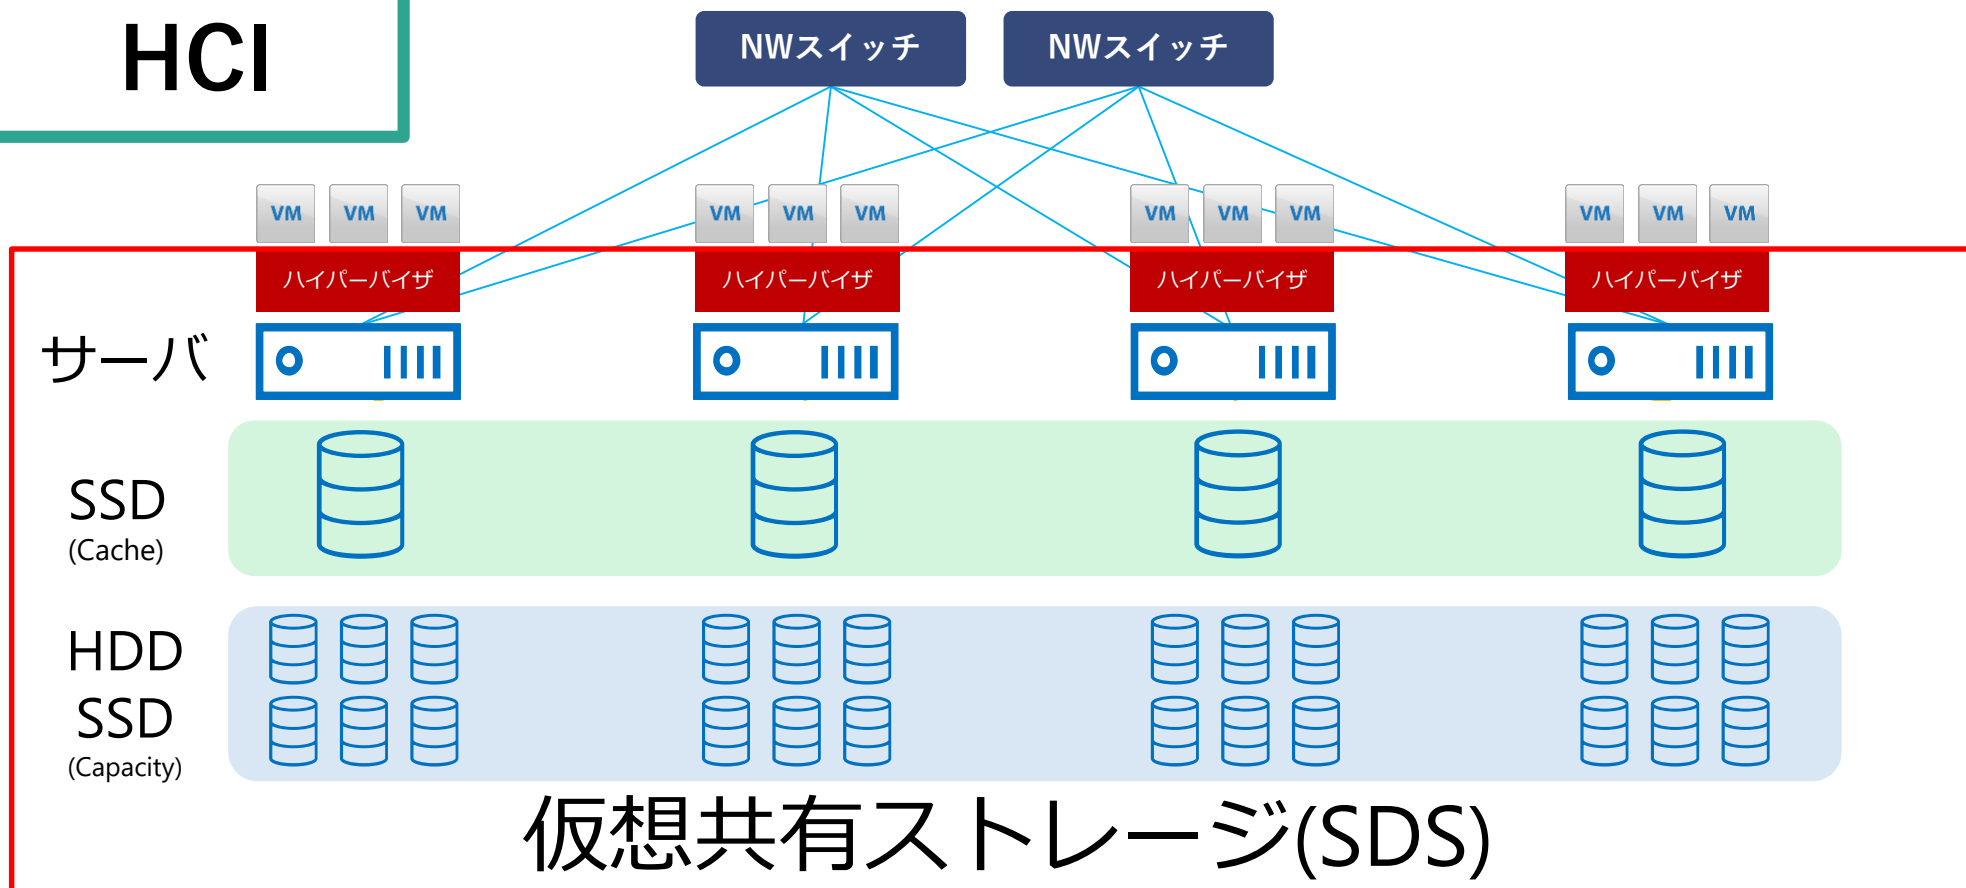 HCI
NWスイッチ NWスイッチ
VM VM VM VM VM VM VM VM VM VM VM VM
ハイパーバイザ ハイパーバイザ ハイパーバイザ ハイパーバイザ
サーバ
SSD
(Cache)
HDD
SSD
(Capacity)
仮想共有ストレージ(SDS)